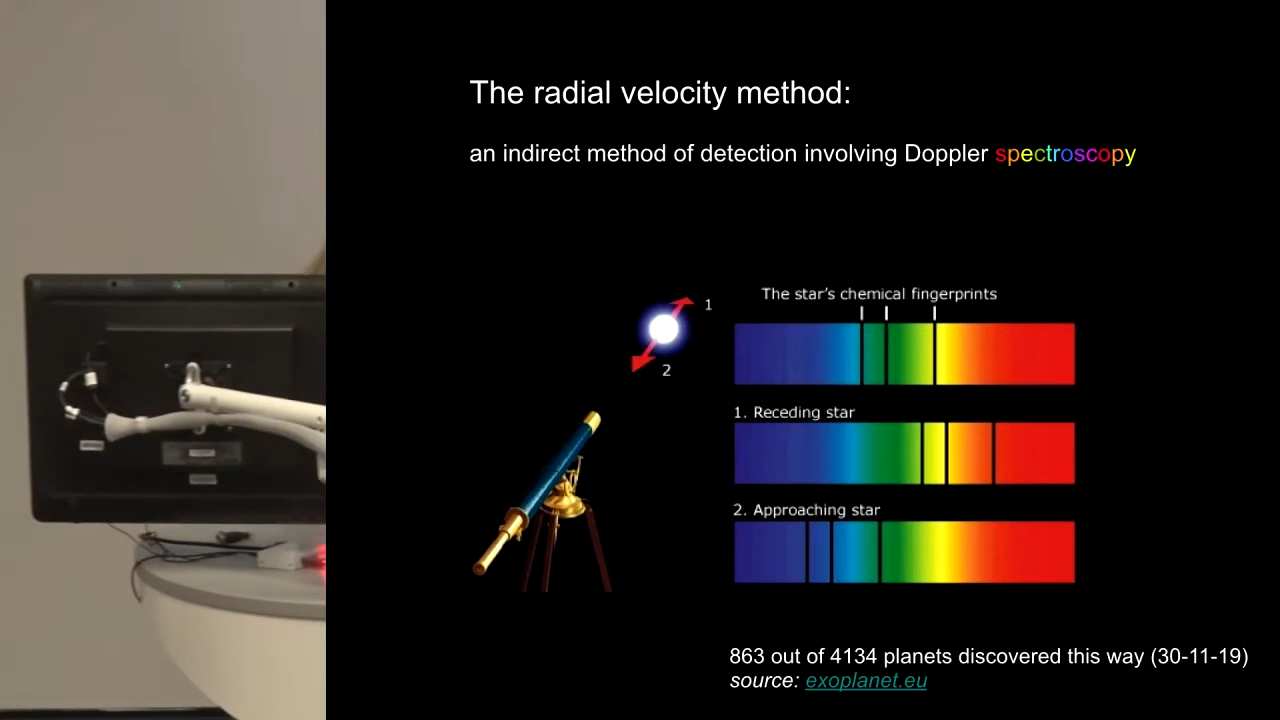 The radial velocity method:
an indirect method of detection involving Doppler spectroscopy
The star's chemical fingerprints
1
2
1. Receding star
2. Approaching star
863 out of 4134 planets discovered this way (30-11-19)
source: exoplanet.eu